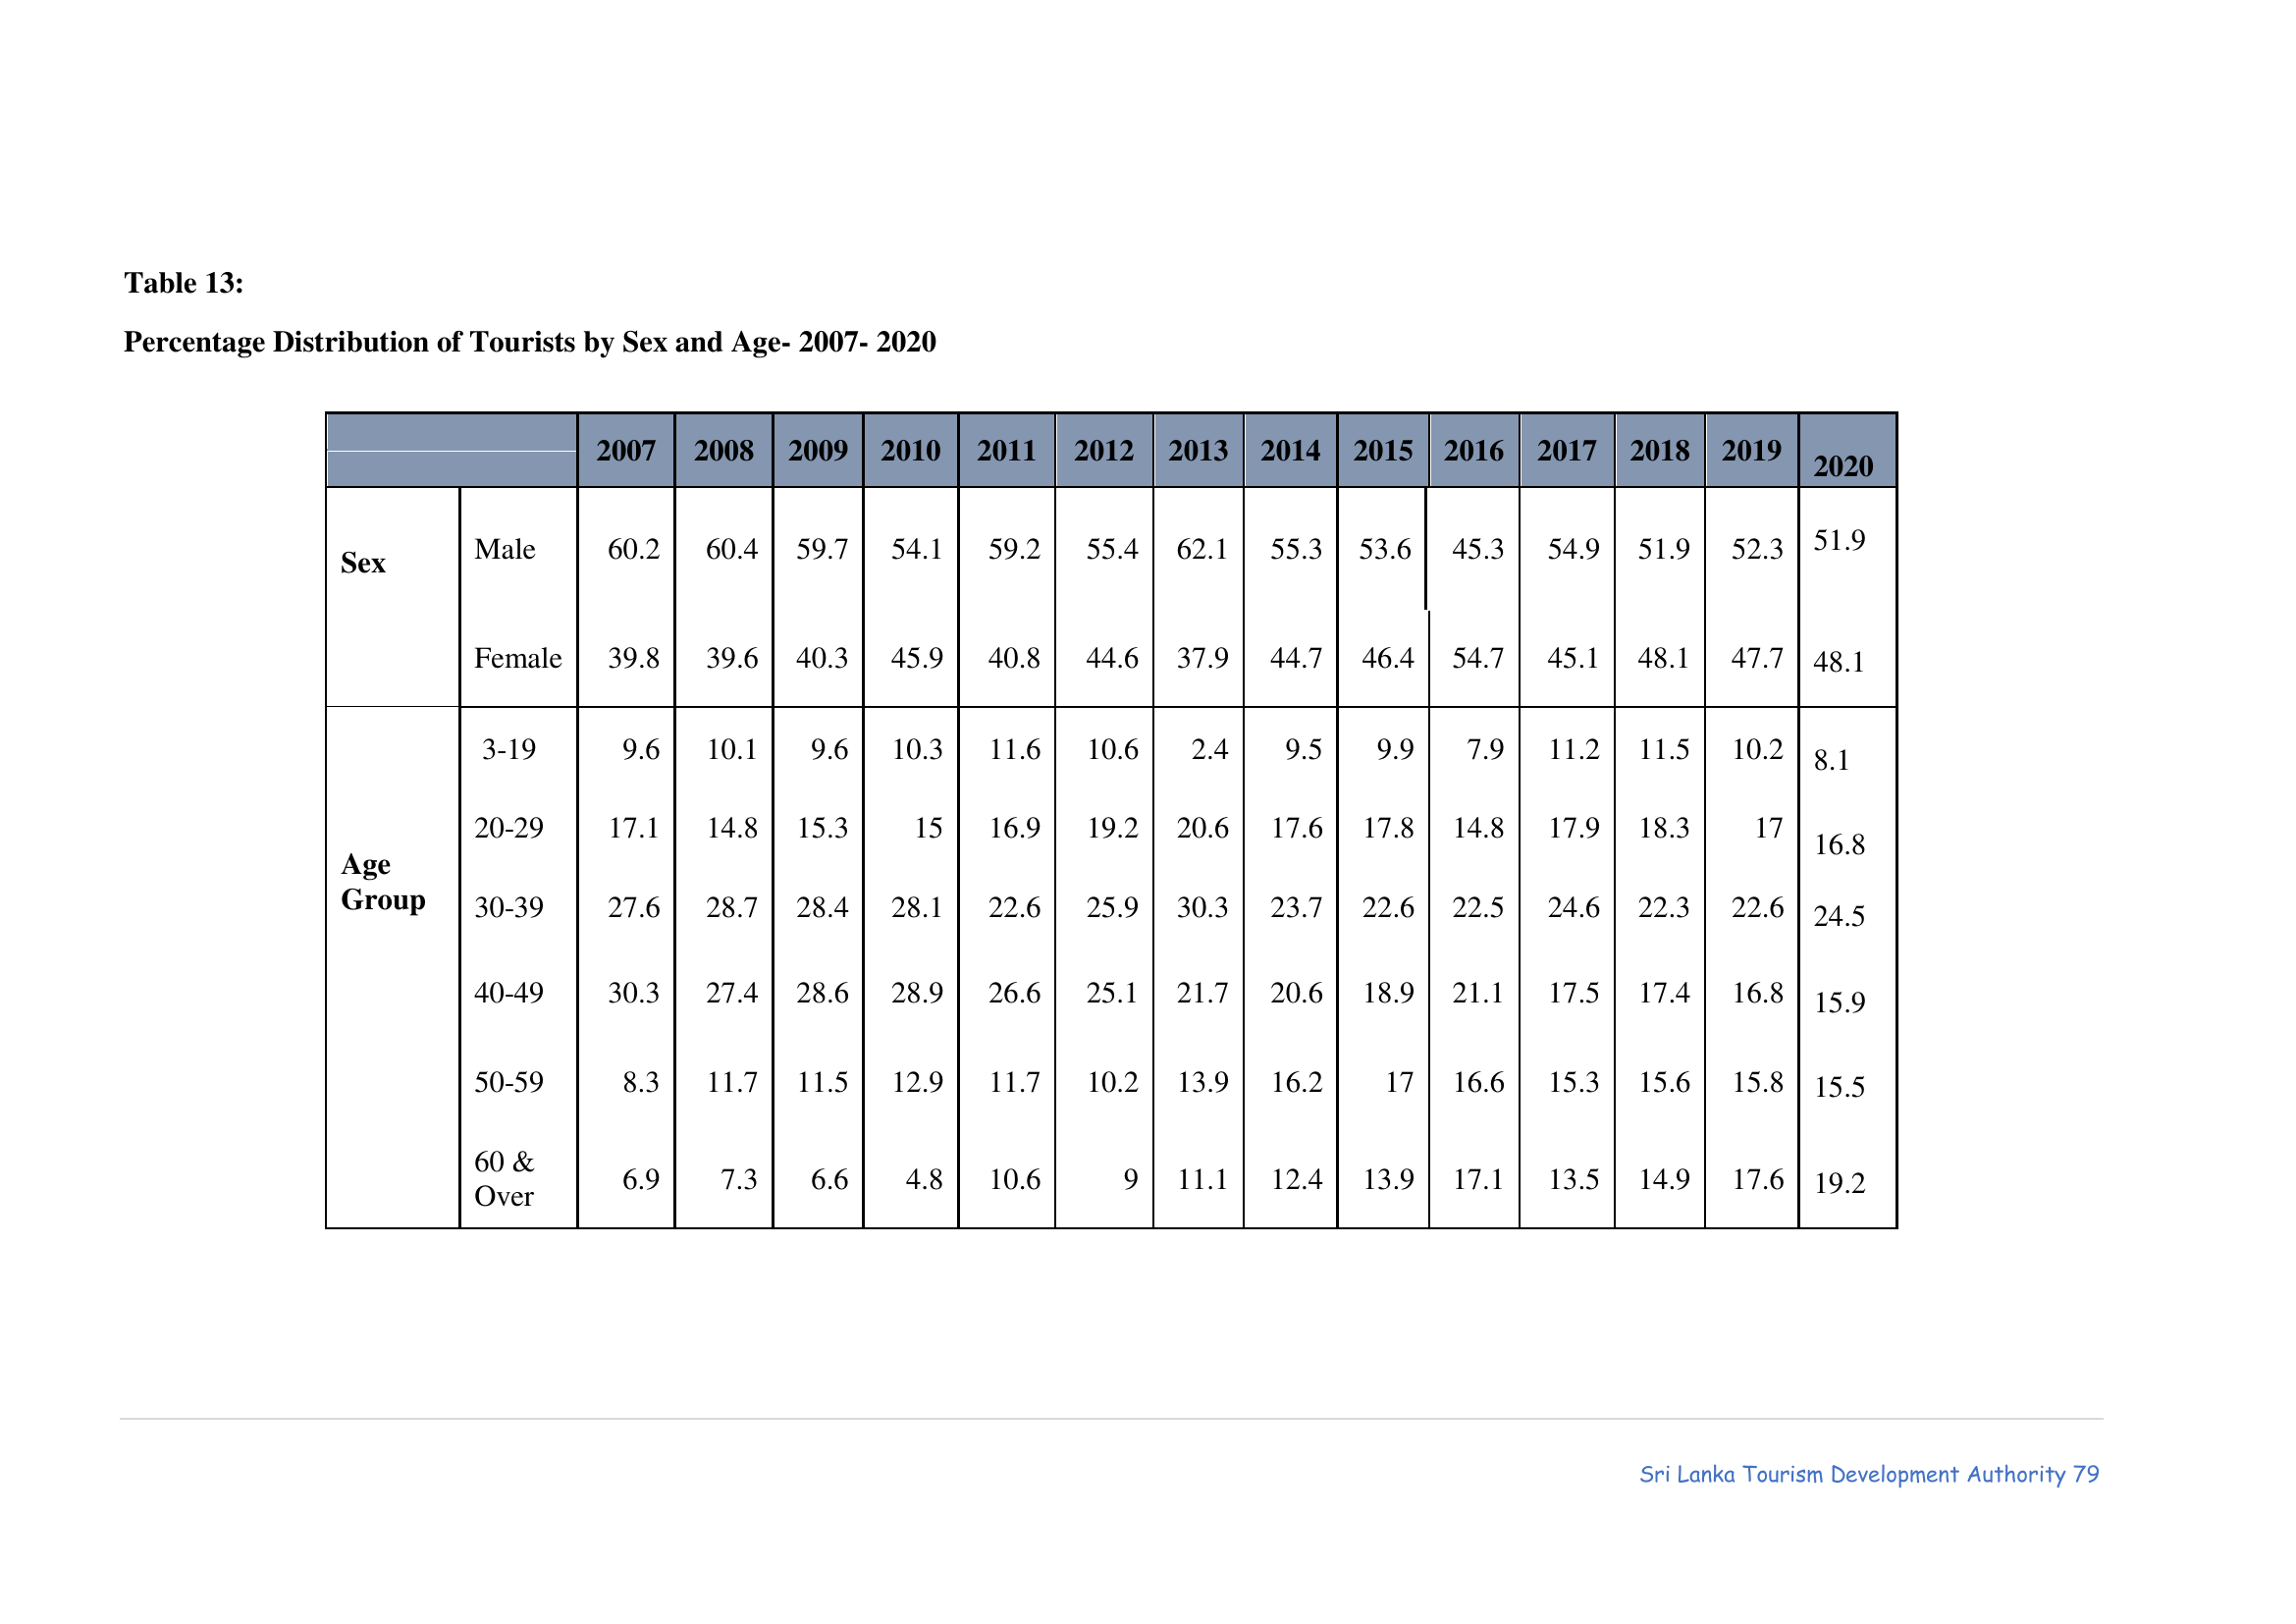 Table 13:
Percentage Distribution of Tourists by Sex and Age- 2007- 2020
2007 2008 2009 2010 2011 2012 2013 2014 2015 2016 2017 2018 2019 2020
Sex
Male 60.2 60.4 59.7 54.1 59.2 55.4 62.1 55.3 53.6 45.3 54.9 51.9 52.3 51.9
Female 39.8 39.6 40.3 45.9 40.8 44.6 37.9 44.7 46.4 54.7 45.1 48.1 47.7 48.1
Age
Group
3-19 9.6 10.1 9.6 10.3 11.6 10.6 2.4 9.5 9.9 7.9 11.2 11.5 10.2 8.1
20-29 17.1 14.8 15.3 15 16.9 19.2 20.6 17.6 17.8 14.8 17.9 18.3 17 16.8
30-39 27.6 28.7 28.4 28.1 22.6 25.9 30.3 23.7 22.6 22.5 24.6 22.3 22.6 24.5
40-49 30.3 27.4 28.6 28.9 26.6 25.1 21.7 20.6 18.9 21.1 17.5 17.4 16.8 15.9
50-59 8.3 11.7 11.5 12.9 11.7 10.2 13.9 16.2 17 16.6 15.3 15.6 15.8 15.5
60 &
Over 6.9 7.3 6.6 4.8 10.6 9 11.1 12.4 13.9 17.1 13.5 14.9 17.6 19.2
Sri Lanka Tourism Development Authority 79